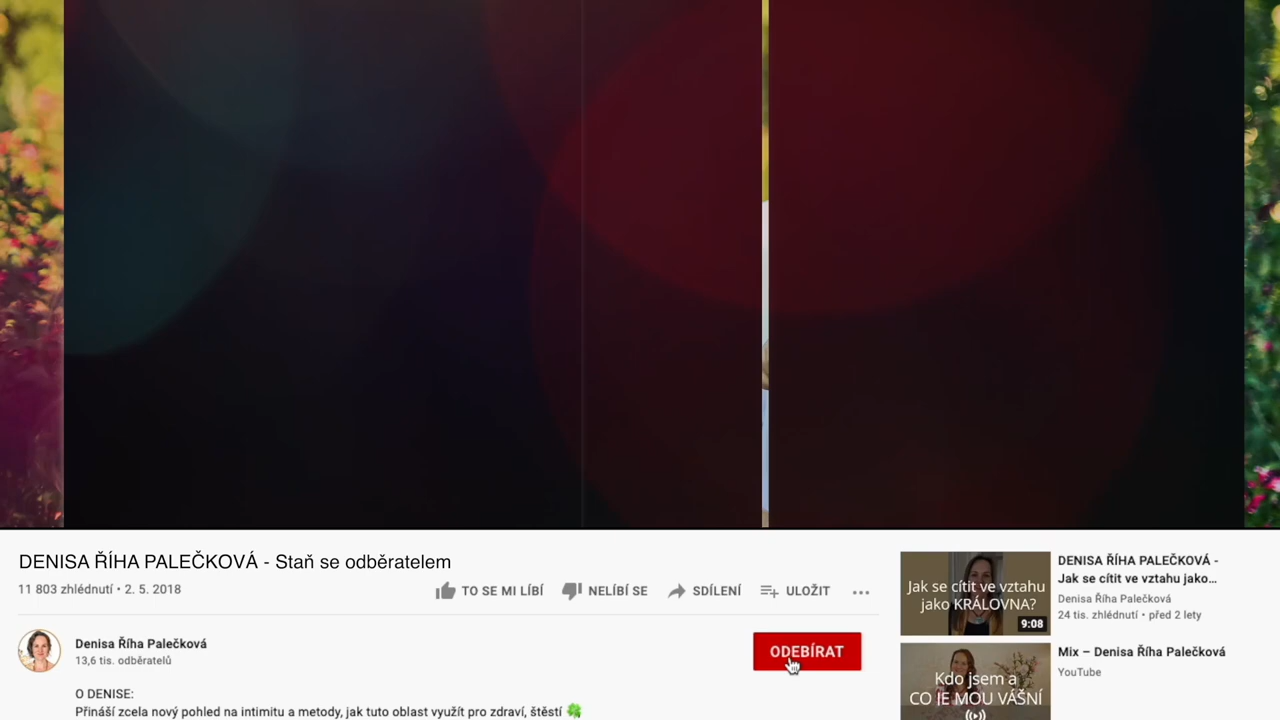 DENISA ŘÍHA PALEČKOVÁ - Staň se odběratelem
11 803 zhlédnutí • 2. 5. 2018
TO SE MI LÍBÍ
NELÍBÍ SE
SDÍLENÍ
ULOŽIT
Denisa Říha Palečková
13,6 tis. odběratelů
ODEBÍRAT
O DENISE:
Přináší zcela nový pohled na intimitu a metody, jak tuto oblast využít pro zdraví, štěstí 🍀
Jak se cítit ve vztahu
jako KRÁLOVNA?
9:08
DENISA ŘÍHA PALEČKOVÁ -
Jak se cítit ve vztahu jako...
Denisa Říha Palečková
24 tis. zhlédnutí • před 2 lety
Kdo jsem a
CO JE MOU VÁŠNÍ
Mix – Denisa Říha Palečková
YouTube